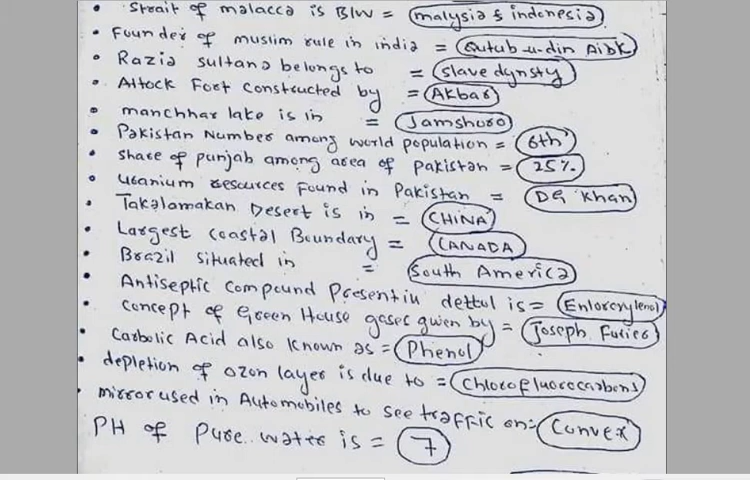 • Strait of malacca is B/W = malysia & indonesia
• Founder of muslim rule in india = Qutub-u-din Aibk
• Razia sultana belongs to = slave dynsty
• Attock Fort constructed by = Akbar
• manchhar lake is in = Jamshoro
• Pakistan Number among world population = 6th
• share of punjab among area of Pakistan = 25%
• uranium resources found in Pakistan = DG Khan
• Takalamakan Desert is in = CHINA
• Largest coastal Boundary = CANADA
• Brazil situated in = South America
• Antiseptic compound Present in dettol is =
• concept of Green House gases gwen by = Joseph Furier
• Carbolic Acid also known as = Phenol
• depletion of ozon layer is due to = Chlorofluorocarbons
• mirror used in Automobiles to see traffic on = Convex
PH of Pure water is = 7